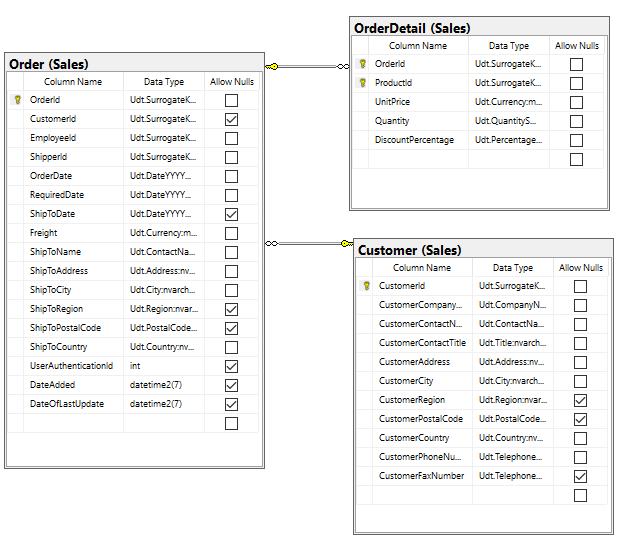 Order (Sales)
Column Name Data Type Allow Nulls
OrderId Udt.SurrogateK...
CustomerId Udt.SurrogateK...
EmployeeId Udt.SurrogateK...
ShipperId Udt.SurrogateK...
OrderDate Udt.DateYYYY...
RequiredDate Udt.DateYYYY...
ShipToDate Udt.DateYYYY...
Freight Udt.Currency:m...
ShipToName Udt.ContactNa...
ShipToAddress Udt.Address:nv...
ShipToCity Udt.City:nvarch...
ShipToRegion Udt.Region:nvar...
ShipToPostalCode Udt.PostalCode...
ShipToCountry Udt.Country:nv...
UserAuthenticationId int
DateAdded datetime2(7)
DateOfLastUpdate datetime2(7)
OrderDetail (Sales)
Column Name Data Type Allow Nulls
OrderId Udt.SurrogateK...
ProductId Udt.SurrogateK...
UnitPrice Udt.Currency:m...
Quantity Udt.QuantityS...
DiscountPercentage Udt.Percentage...
Customer (Sales)
Column Name Data Type Allow Nulls
CustomerId Udt.SurrogateK...
CustomerCompany... Udt.CompanyN...
CustomerContactN... Udt.ContactNa...
CustomerContactTitle Udt.Title:nvarch...
CustomerAddress Udt.Address:nv...
CustomerCity Udt.City:nvarch...
CustomerRegion Udt.Region:nvar...
CustomerPostalCode Udt.PostalCode...
CustomerCountry Udt.Country:nv...
CustomerPhoneNu... Udt.Telephone...
CustomerFaxNumber Udt.Telephone...